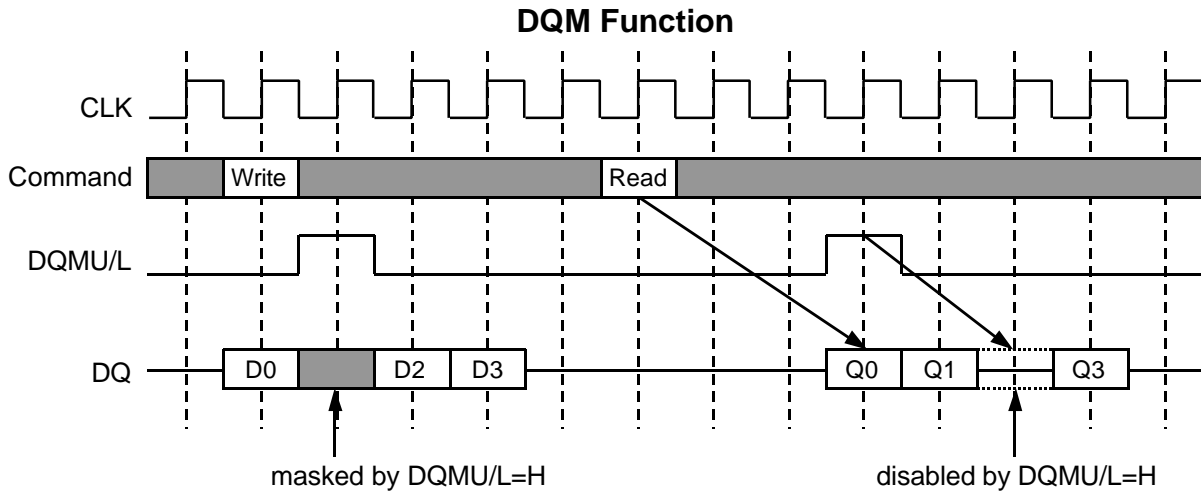 DQM Function
CLK
Command Write Read
DQMU/L
DQ D0 D2 D3 Q0 Q1 Q3
masked by DQMU/L=H disabled by DQMU/L=H